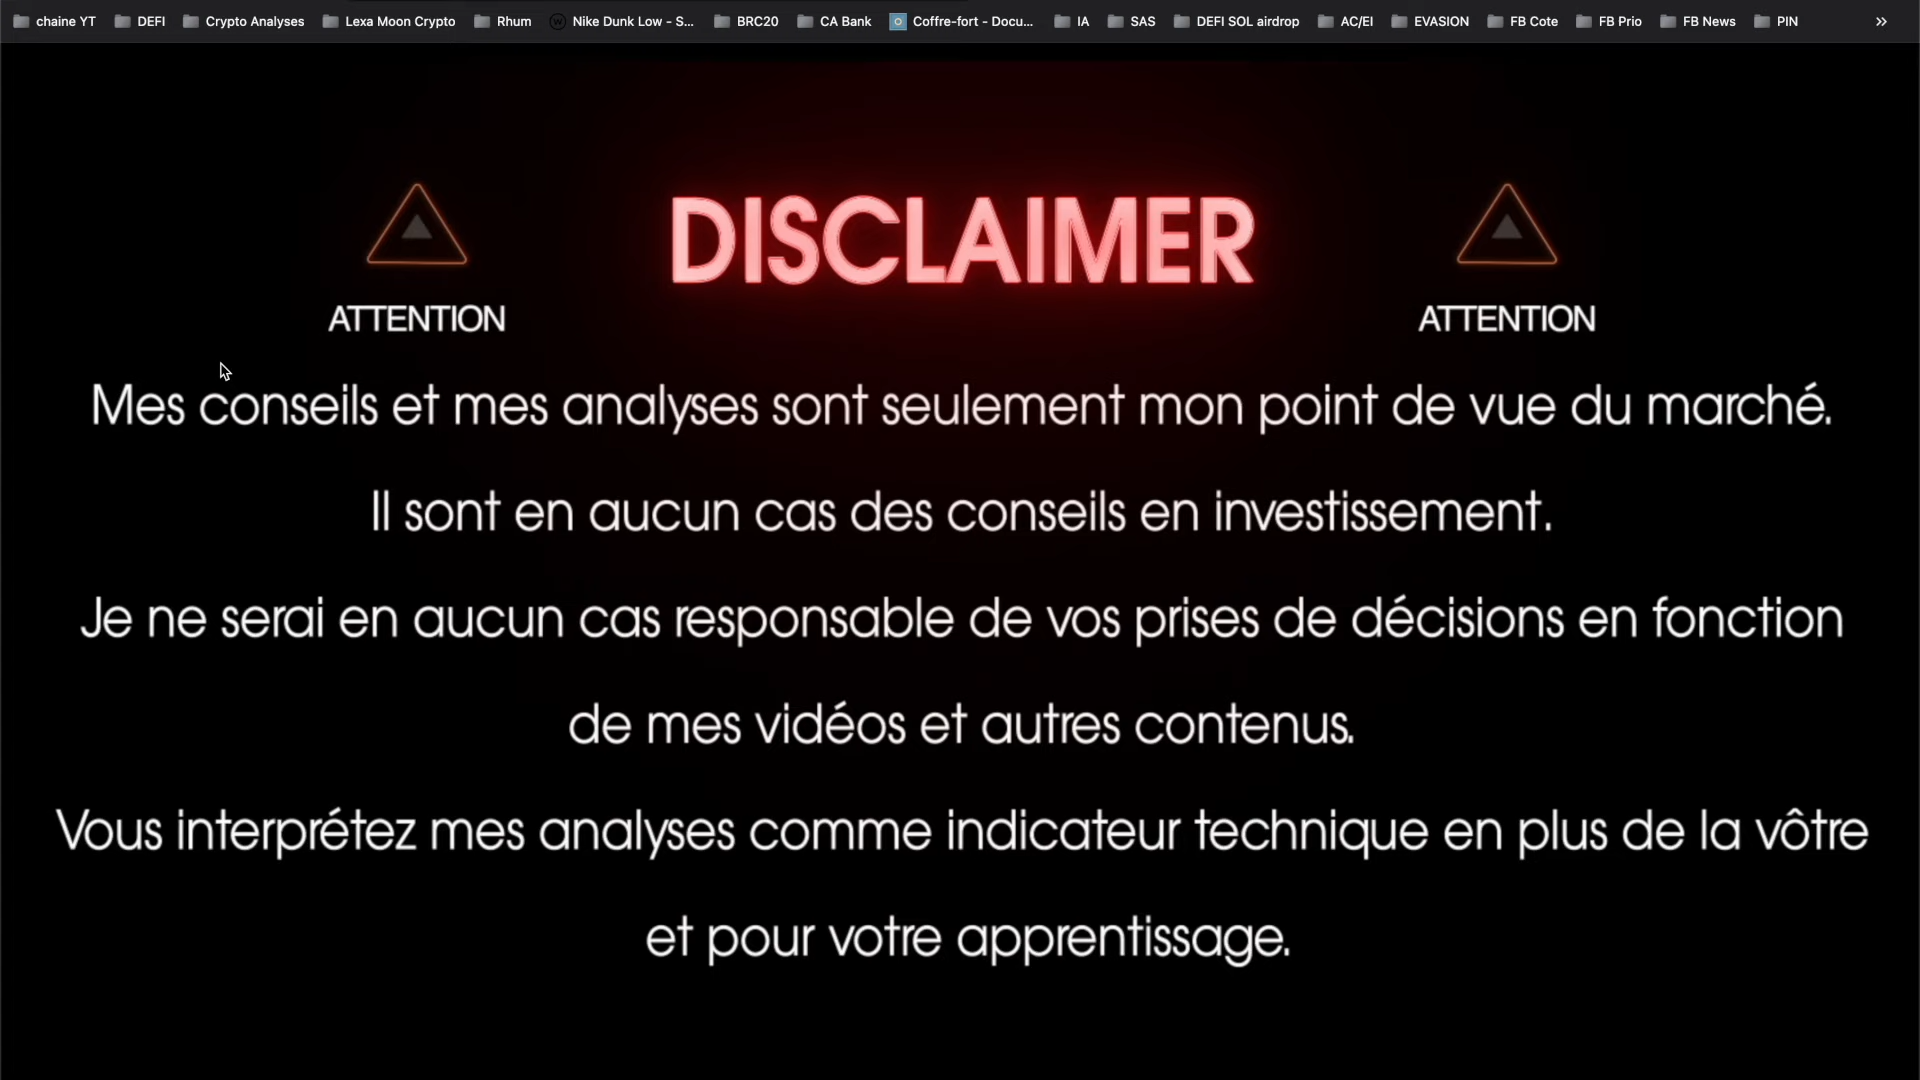 chaine YT DEFI Crypto Analyses Lexa Moon Crypto Rhum Nike Dunk Low - S... BRC20 CA Bank Coffre-fort - Docu... IA SAS DEFI SOL airdrop AC/EI EVASION FB Cote FB Prio FB News PIN »
DISCLAIMER
ATTENTION ATTENTION
Mes conseils et mes analyses sont seulement mon point de vue du marché.
Il sont en aucun cas des conseils en investissement.
Je ne serai en aucun cas responsable de vos prises de décisions en fonction
de mes vidéos et autres contenus.
Vous interprétez mes analyses comme indicateur technique en plus de la vôtre
et pour votre apprentissage.